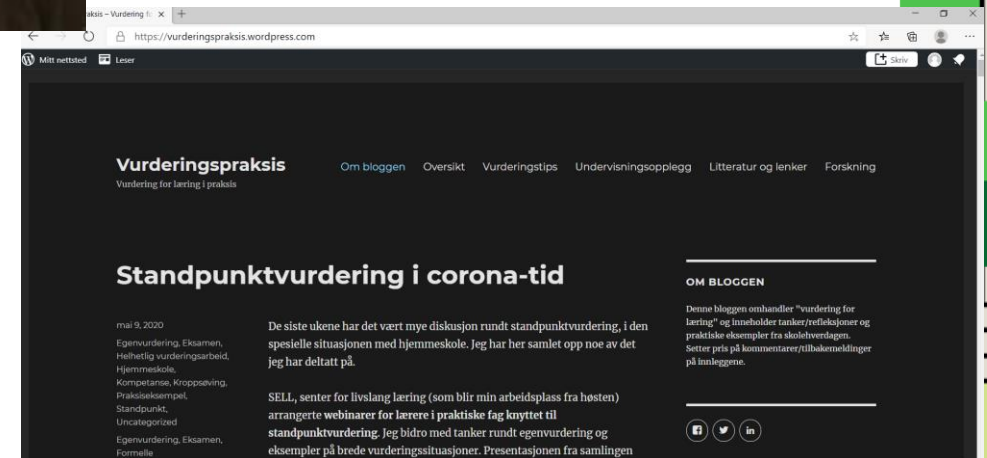 aksis – Vurdering
https://vurderingspraksis.wordpress.com
Mitt nettsted
Leser
Skriv
Vurderingspraksis
Vurdering for læring i praksis
Om bloggen Oversikt Vurderingstips Undervisningsopplegg Litteratur og lenker Forskning
Standpunktvurdering i corona-tid
mai 9, 2020
Egenvurdering, Eksamen,
Helhetlig vurderingsarbeid,
Hjemmeskole,
Kompetanse, Kroppsøving,
Praksiseksempel,
Standpunkt,
Uncategorized
Egenvurdering, Eksamen,
Formelle
De siste ukene har det vært mye diskusjon rundt standpunktvurdering, i den
spesielle situasjonen med hjemmeskole. Jeg har her samlet opp noe av det
jeg har deltatt på.
SELL, senter for livslang læring (som blir min arbeidsplass fra høsten)
arrangerte webinarer for lærere i praktiske fag knyttet til
standpunktvurdering. Jeg bidro med tanker rundt egenvurdering og
eksempler på brede vurderingssituasjoner. Presentasjonen fra samlingen
OM BLOGGEN
Denne bloggen omhandler "vurdering for
læring" og inneholder tanker/refleksjoner og
praktiske eksempler fra skolehverdagen.
Setter pris på kommentarer/tilbakemeldinger
på innleggene.